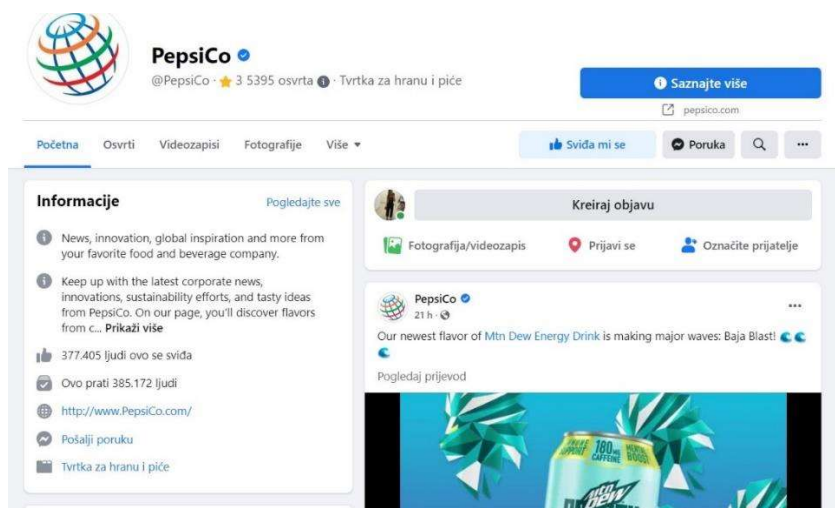 PepsiCo
@PepsiCo · 3 5395 osvrta · Tvrtka za hranu i piće
Saznajte više
pepsico.com
Početna Osvrti Videozapisi Fotografije Više
Sviđa mi se Poruka
Informacije Pogledajte sve
News, innovation, global inspiration and more from
your favorite food and beverage company.
Keep up with the latest corporate news,
innovations, sustainability efforts, and tasty ideas
from PepsiCo. On our page, you'll discover flavors
from c... Prikaži više
377.405 ljudi ovo se sviđa
Ovo prati 385.172 ljudi
http://www.PepsiCo.com/
Pošalji poruku
Tvrtka za hranu i piće
Kreiraj objavu
Fotografija/videozapis Prijavi se Označite prijatelje
PepsiCo
21 h ·
Our newest flavor of Mtn Dew Energy Drink is making major waves: Baja Blast!
Pogledaj prijevod
180
CAFFEINE
mtn
DEW